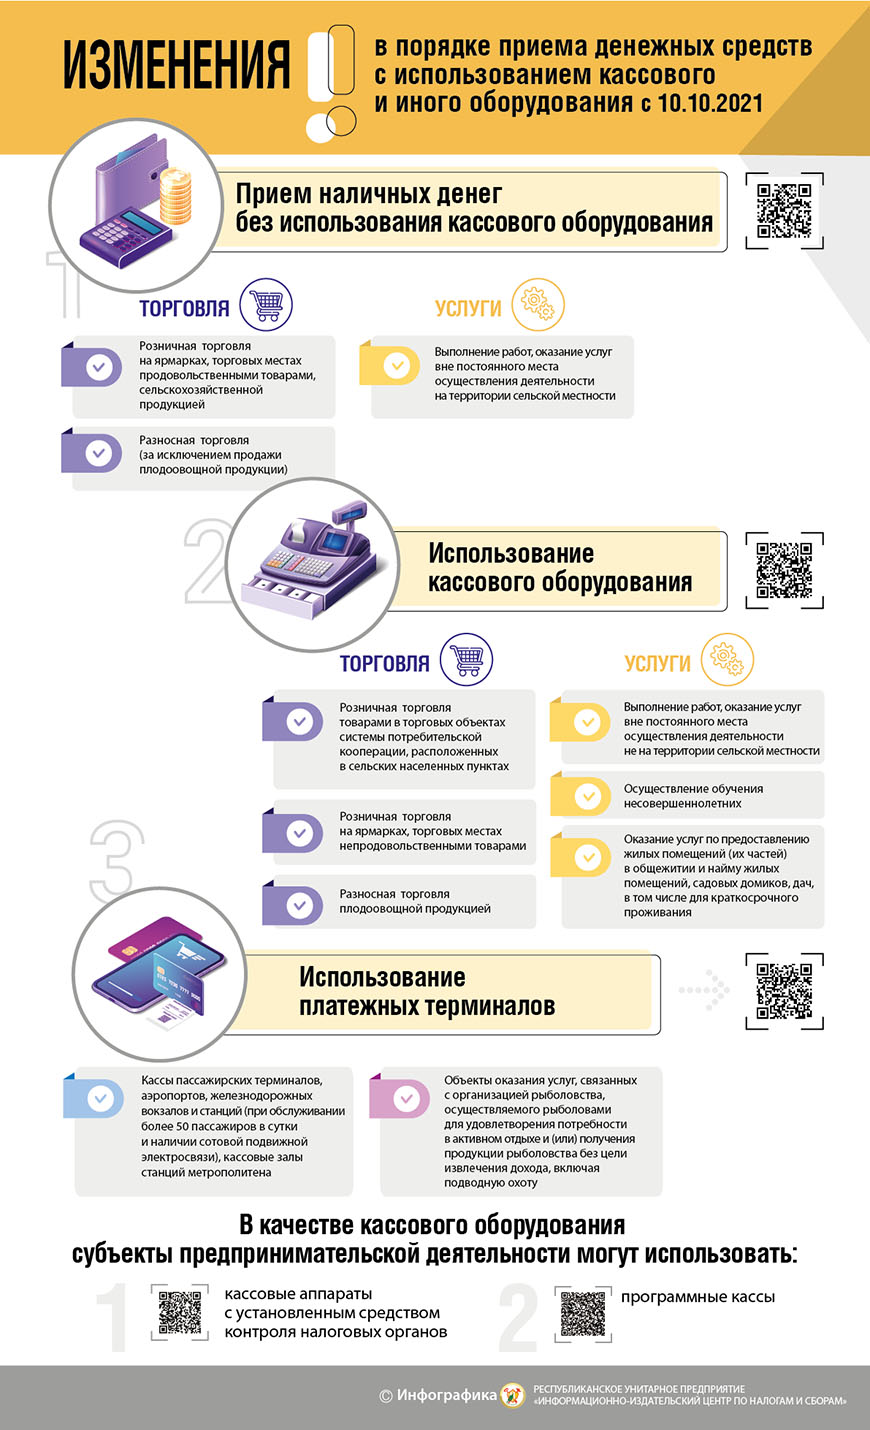 ИЗМЕНЕНИЯ
в порядке приема денежных средств
с использованием кассового
и иного оборудования с 10.10.2021
1
Прием наличных денег
без использования кассового оборудования
ТОРГОВЛЯ
Розничная торговля
на ярмарках, торговых местах
продовольственными товарами,
сельскохозяйственной
продукцией
Разносная торговля
(за исключением продажи
плодоовощной продукции)
УСЛУГИ
Выполнение работ, оказание услуг
вне постоянного места
осуществления деятельности
на территории сельской местности
2
Использование
кассового оборудования
ТОРГОВЛЯ
Розничная торговля
товарами в торговых объектах
системы потребительской
кооперации, расположенных
в сельских населенных пунктах
Розничная торговля
на ярмарках, торговых местах
непродовольственными товарами
Разносная торговля
плодоовощной продукцией
УСЛУГИ
Выполнение работ, оказание услуг
вне постоянного места
осуществления деятельности
не на территории сельской местности
Осуществление обучения
несовершеннолетних
Оказание услуг по предоставлению
жилых помещений (их частей)
в общежитии и найму жилых
помещений, садовых домиков, дач,
в том числе для краткосрочного
проживания
3
Использование
платежных терминалов
Кассы пассажирских терминалов,
аэропортов, железнодорожных
вокзалов и станций (при обслуживании
более 50 пассажиров в сутки
и наличии сотовой подвижной
электросвязи), кассовые залы
станций метрополитена
Объекты оказания услуг, связанных
с организацией рыболовства,
осуществляемого рыболовами
для удовлетворения потребности
в активном отдыхе и (или) получения
продукции рыболовства без цели
извлечения дохода, включая
подводную охоту
В качестве кассового оборудования
субъекты предпринимательской деятельности могут использовать:
1
кассовые аппараты
с установленным средством
контроля налоговых органов
2
программные кассы
© Инфографика
РЕСПУБЛИКАНСКОЕ УНИТАРНОЕ ПРЕДПРИЯТИЕ
«ИНФОРМАЦИОННО-ИЗДАТЕЛЬСКИЙ ЦЕНТР ПО НАЛОГАМ И СБОРАМ»